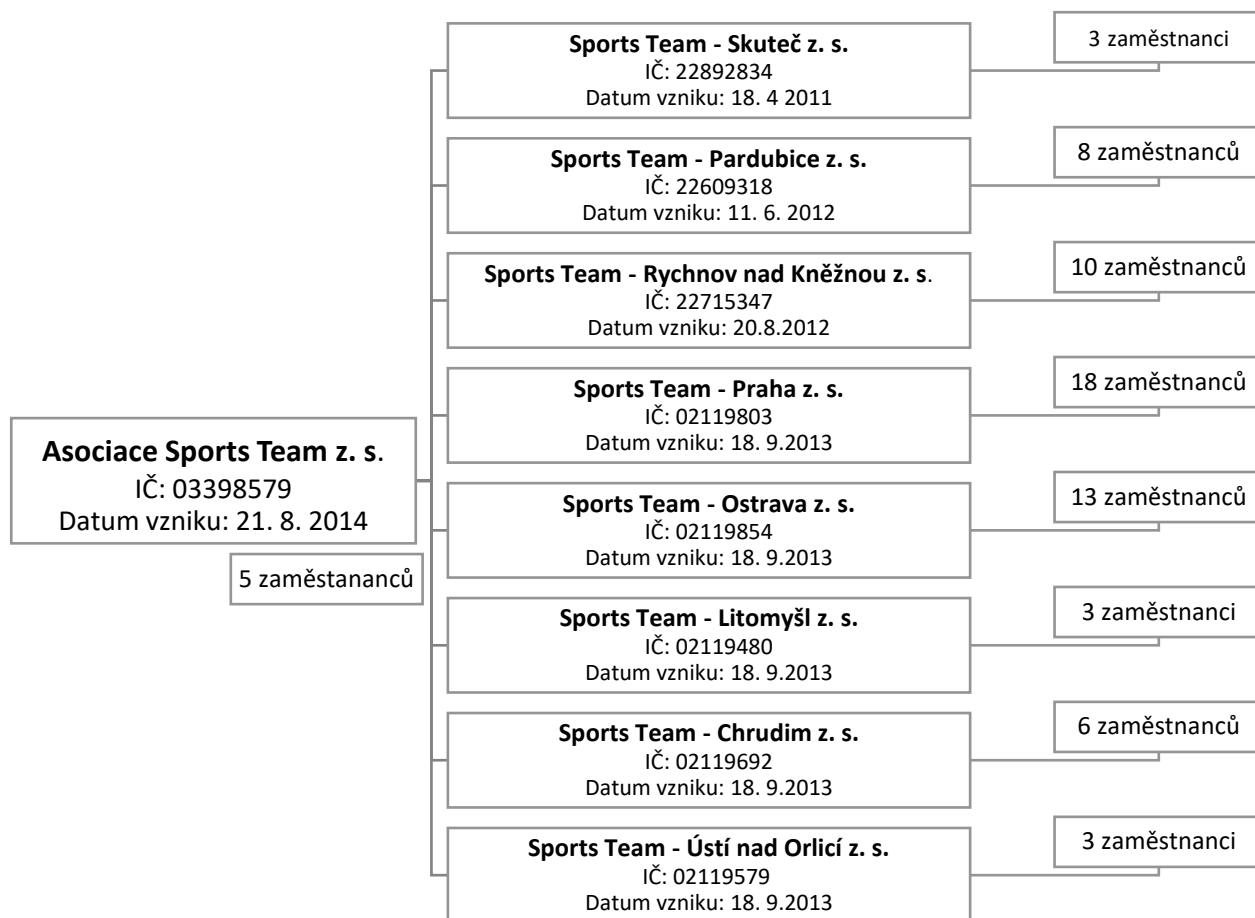 Sports Team - Skuteč z. s.
IČ: 22892834
Datum vzniku: 18. 4 2011
3 zaměstnanci
Sports Team - Pardubice z. s.
IČ: 22609318
Datum vzniku: 11. 6. 2012
8 zaměstnanců
Sports Team - Rychnov nad Kněžnou z. s.
IČ: 22715347
Datum vzniku: 20.8.2012
10 zaměstnanců
Sports Team - Praha z. s.
IČ: 02119803
Datum vzniku: 18. 9.2013
18 zaměstnanců
Asociace Sports Team z. s.
IČ: 03398579
Datum vzniku: 21. 8. 2014
5 zaměstananců
Sports Team - Ostrava z. s.
IČ: 02119854
Datum vzniku: 18. 9.2013
13 zaměstnanců
Sports Team - Litomyšl z. s.
IČ: 02119480
Datum vzniku: 18. 9.2013
3 zaměstnanci
Sports Team - Chrudim z. s.
IČ: 02119692
Datum vzniku: 18. 9.2013
6 zaměstnanců
Sports Team - Ústí nad Orlicí z. s.
IČ: 02119579
Datum vzniku: 18. 9.2013
3 zaměstnanci